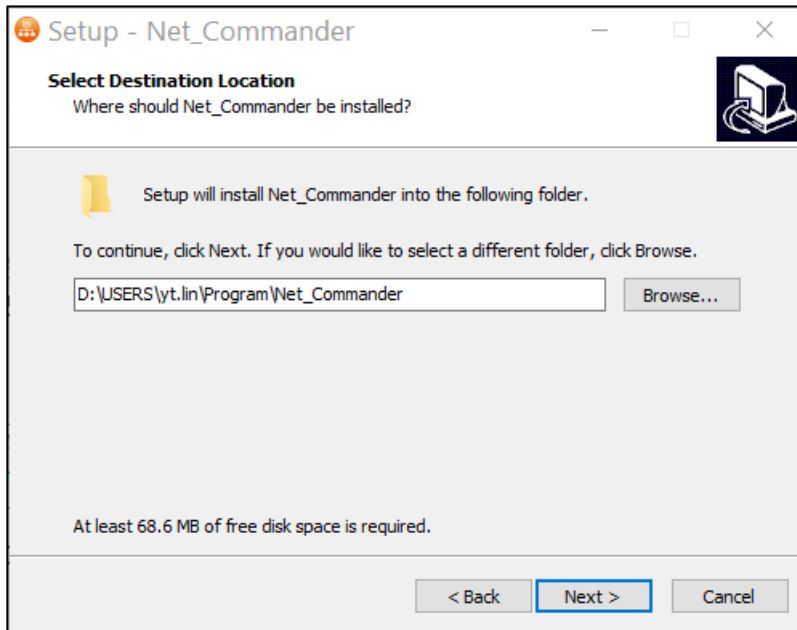 Setup - Net_Commander
Select Destination Location
Where should Net_Commander be installed?
Setup will install Net_Commander into the following folder.
To continue, click Next. If you would like to select a different folder, click Browse.
D:\USERS\yt.lin\Program\Net_Commander
Browse...
At least 68.6 MB of free disk space is required.
< Back
Next >
Cancel